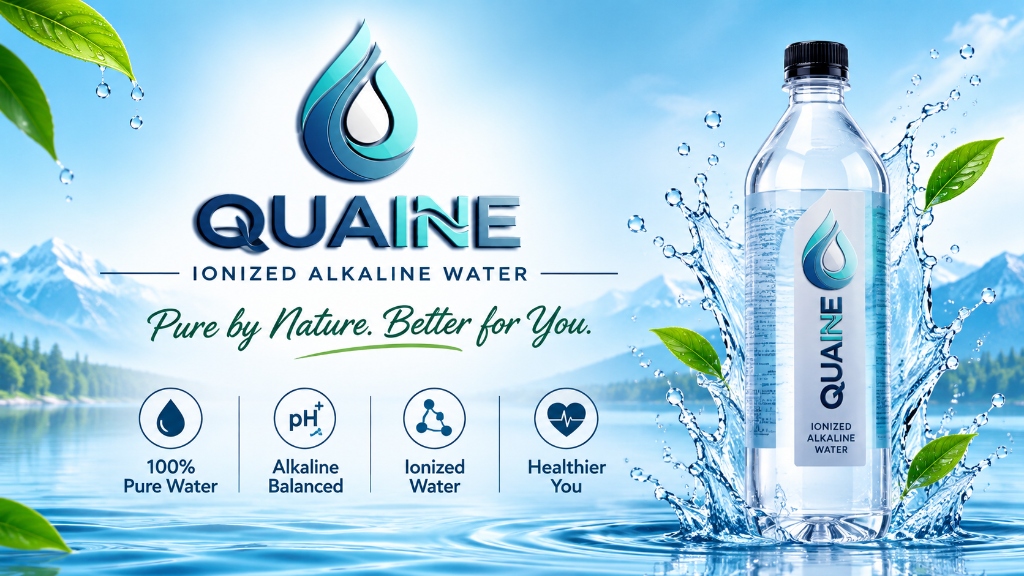 QUAINE
IONIZED ALKALINE WATER
Pure by Nature. Better for You.
pH+
100%
Pure Water
Alkaline
Balanced
Ionized
Water
Healthier
You
QUAINE
IONIZED
ALKALINE
WATER